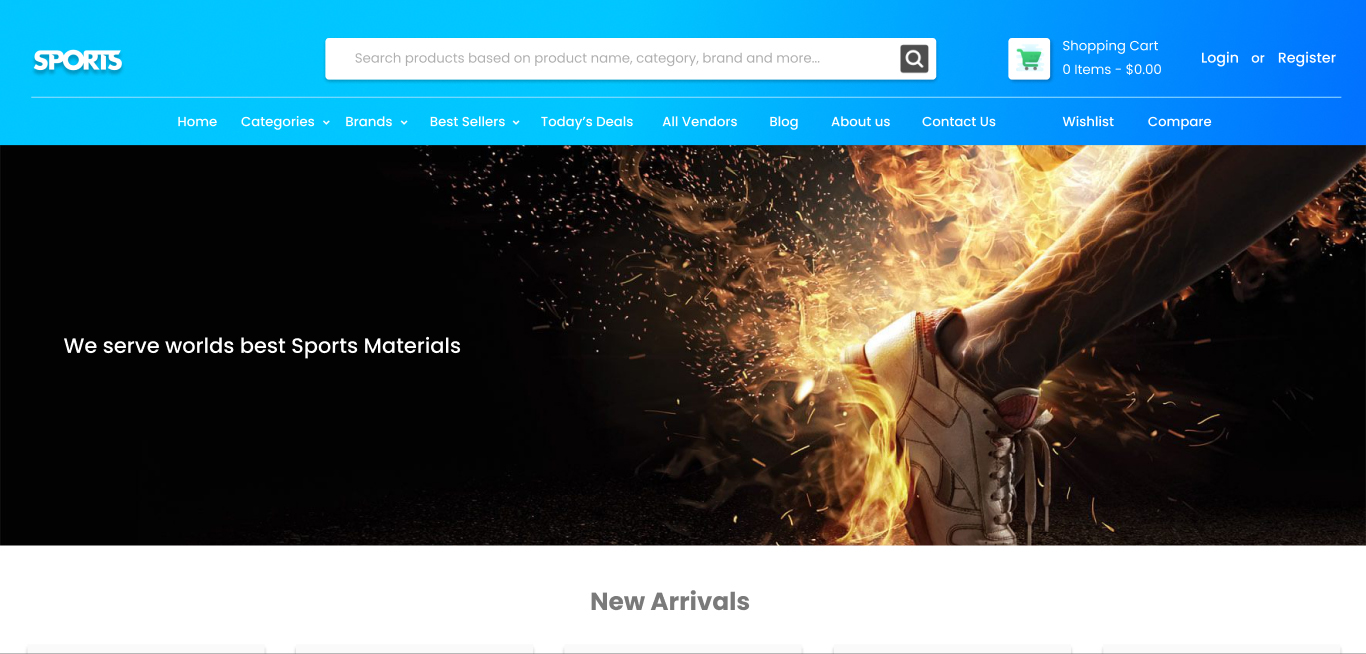 SPORTS
Search products based on product name, category, brand and more...
Shopping Cart
0 Items - $0.00
Login or Register
Home Categories Brands Best Sellers Today's Deals All Vendors Blog About us Contact Us Wishlist Compare
We serve worlds best Sports Materials
New Arrivals